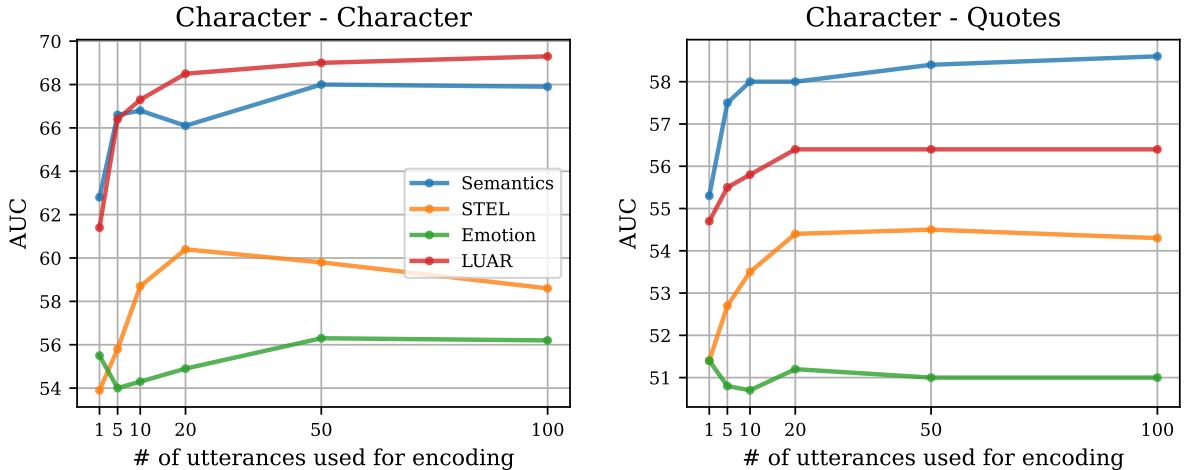 Character - Character
AUC
70
68
66
64
62
60
58
56
54
Semantics
STEL
Emotion
LUAR
1 5 10 20 50 100
# of utterances used for encoding
Character - Quotes
AUC
58
57
56
55
54
53
52
51
1 5 10 20 50 100
# of utterances used for encoding